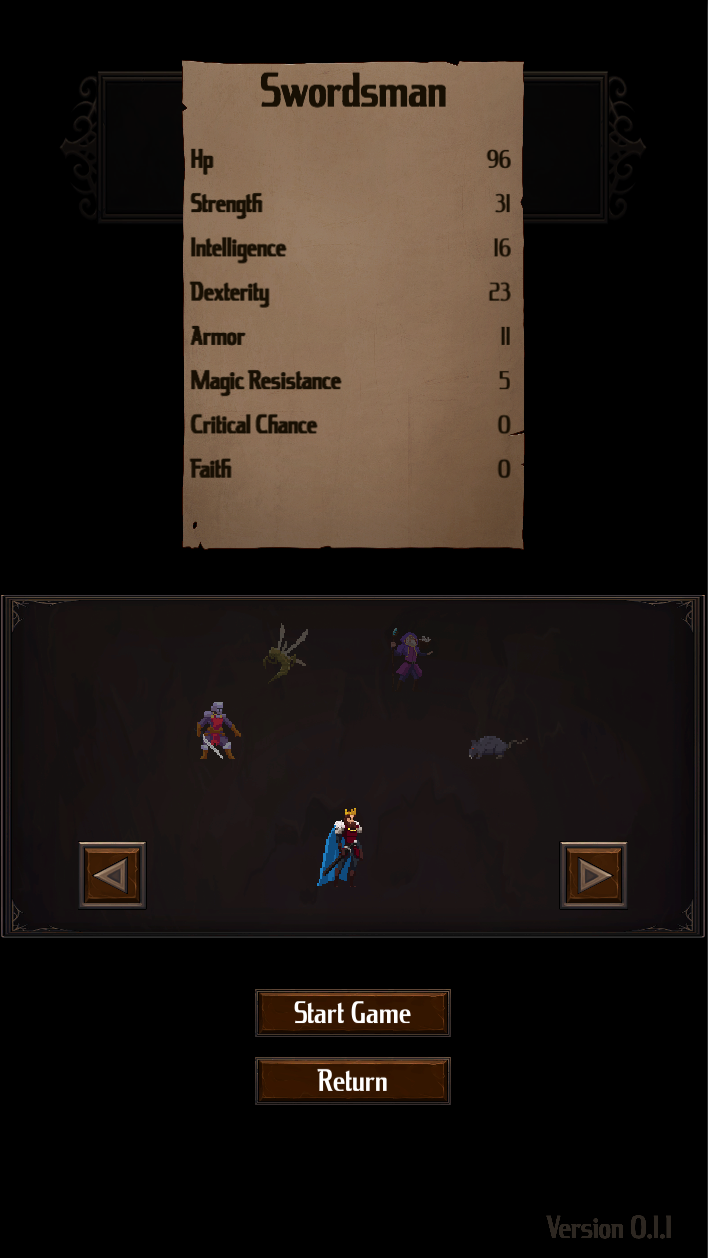 Swordsman
Hp 96
Strength 31
Intelligence 16
Dexterity 23
Armor 11
Magic Resistance 5
Critical Chance 0
Faith 0
Start Game
Return
Version 0.1.1